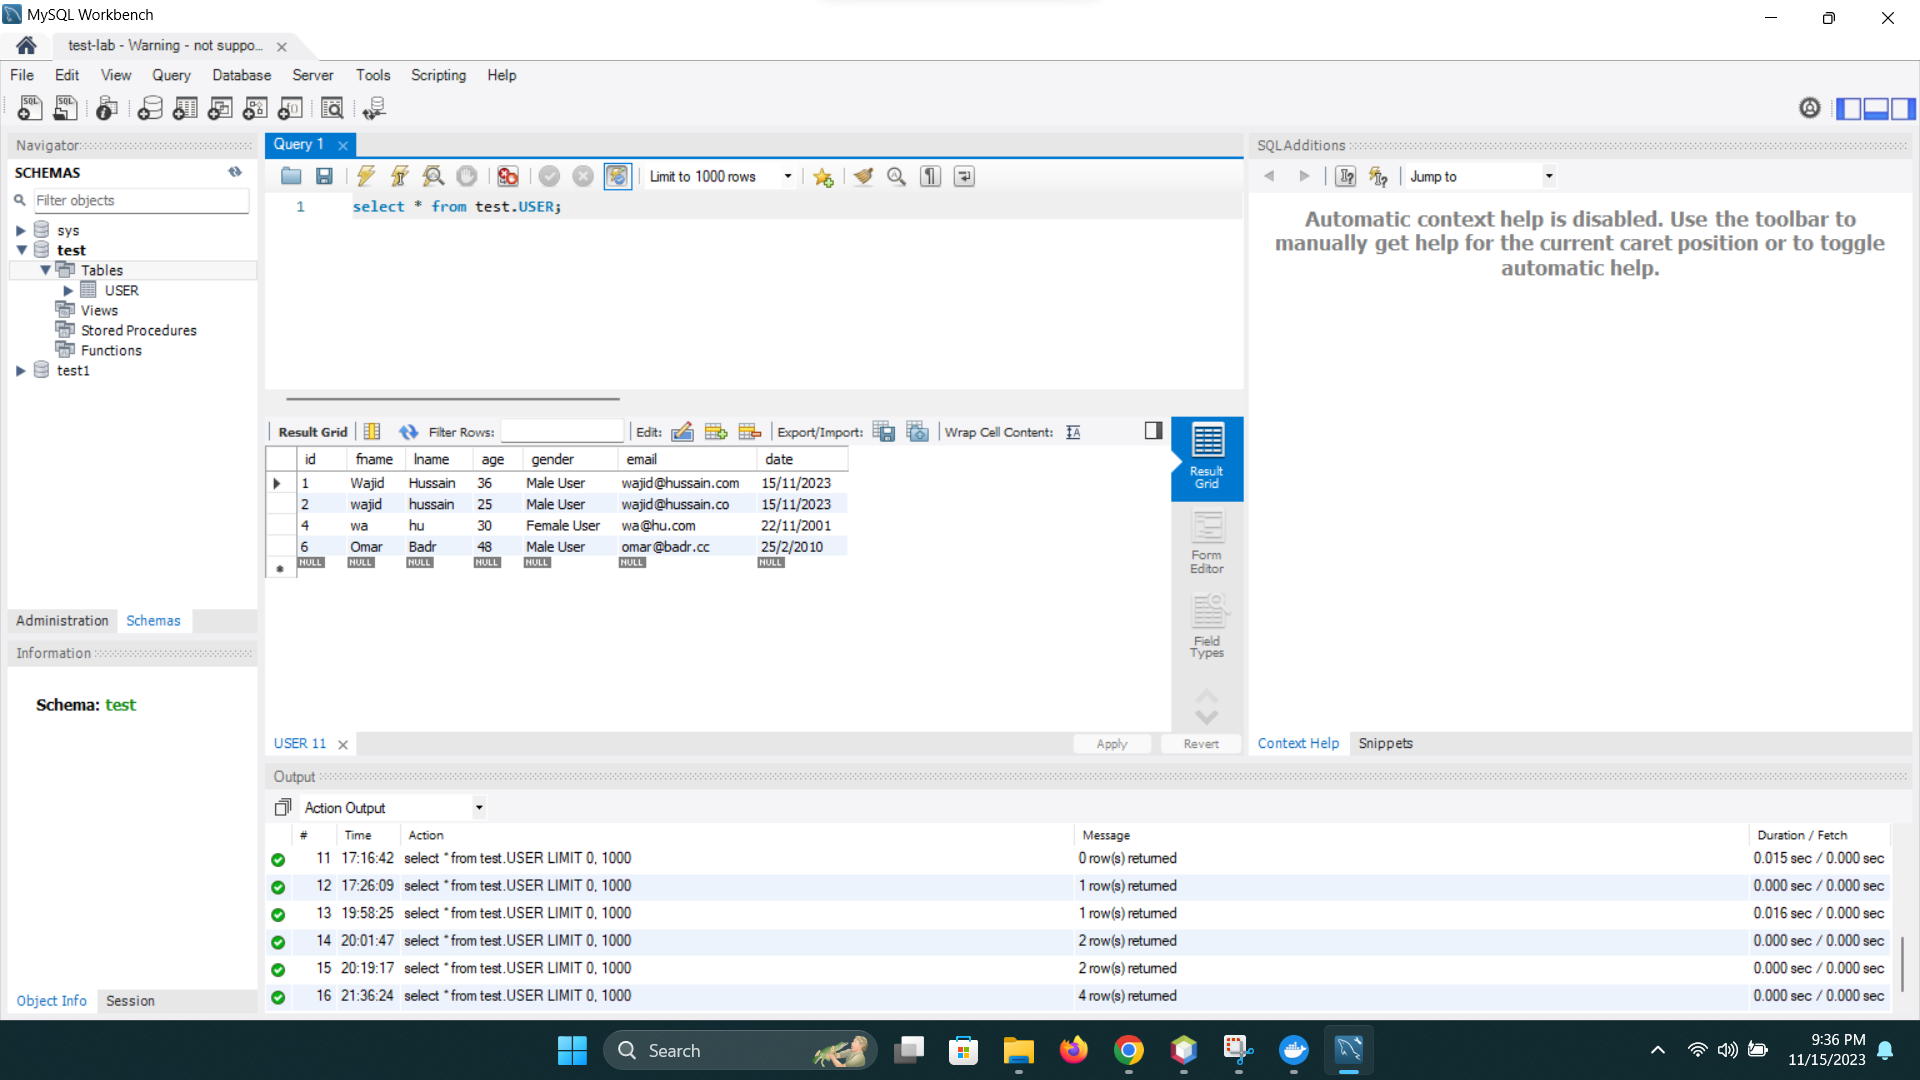 MySQL Workbench
test-lab - Warning - not suppo...
File Edit View Query Database Server Tools Scripting Help
Navigator
SCHEMAS
Filter objects
sys
test
Tables
USER
Views
Stored Procedures
Functions
test1
Administration Schemas
Information
Schema: test
Object Info Session
Query 1
Limit to 1000 rows
1 select * from test.USER;
Result Grid Filter Rows: Edit: Export/Import: Wrap Cell Content:
id fname lname age gender email date
1 Wajid Hussain 36 Male User wajid@hussain.com 15/11/2023
2 wajid hussain 25 Male User wajid@hussain.co 15/11/2023
4 wa hu 30 Female User wa@hu.com 22/11/2001
6 Omar Badr 48 Male User omar@badr.cc 25/2/2010
NULL NULL NULL NULL NULL NULL NULL
Result
Grid
Form
Editor
Field
Types
USER 11
Apply Revert
SQLAdditions
Jump to
Automatic context help is disabled. Use the toolbar to
manually get help for the current caret position or to toggle
automatic help.
Context Help Snippets
Output
Action Output
# Time Action Message Duration / Fetch
11 17:16:42 select * from test.USER LIMIT 0, 1000 0 row(s) returned 0.015 sec / 0.000 sec
12 17:26:09 select * from test.USER LIMIT 0, 1000 1 row(s) returned 0.000 sec / 0.000 sec
13 19:58:25 select * from test.USER LIMIT 0, 1000 1 row(s) returned 0.016 sec / 0.000 sec
14 20:01:47 select * from test.USER LIMIT 0, 1000 2 row(s) returned 0.000 sec / 0.000 sec
15 20:19:17 select * from test.USER LIMIT 0, 1000 2 row(s) returned 0.000 sec / 0.000 sec
16 21:36:24 select * from test.USER LIMIT 0, 1000 4 row(s) returned 0.000 sec / 0.000 sec
Search
9:36 PM
11/15/2023